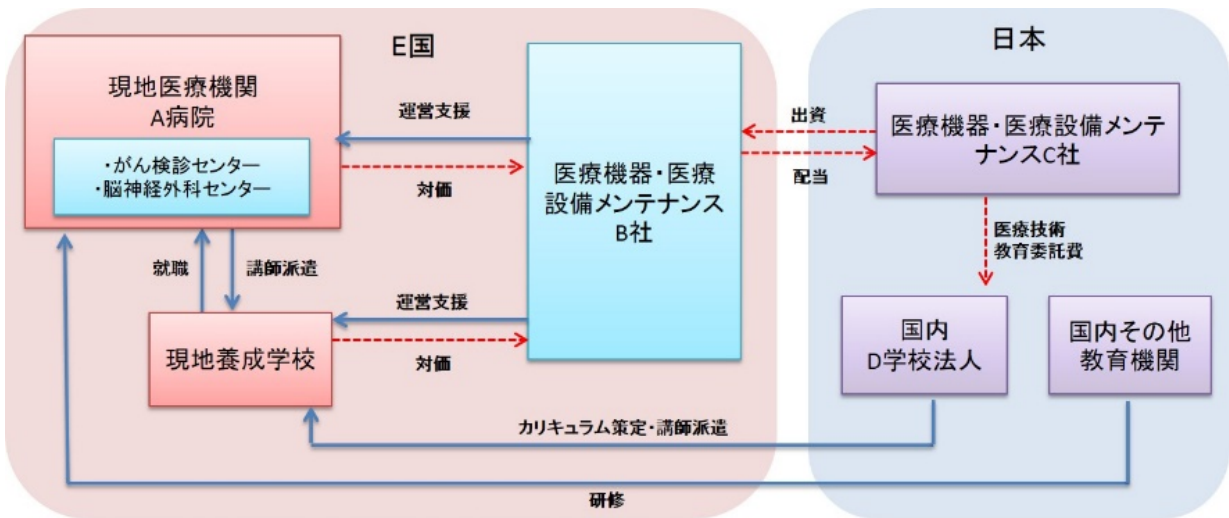 E国
日本
現地医療機関
A病院
・がん検診センター
・脳神経外科センター
運営支援
対価
医療機器・医療
設備メンテナンス
B社
出資
配当
医療機器・医療設備メンテ
ナンスC社
医療技術
教育委託費
就職
講師派遣
運営支援
対価
現地養成学校
国内
D学校法人
国内その他
教育機関
カリキュラム策定・講師派遣
研修